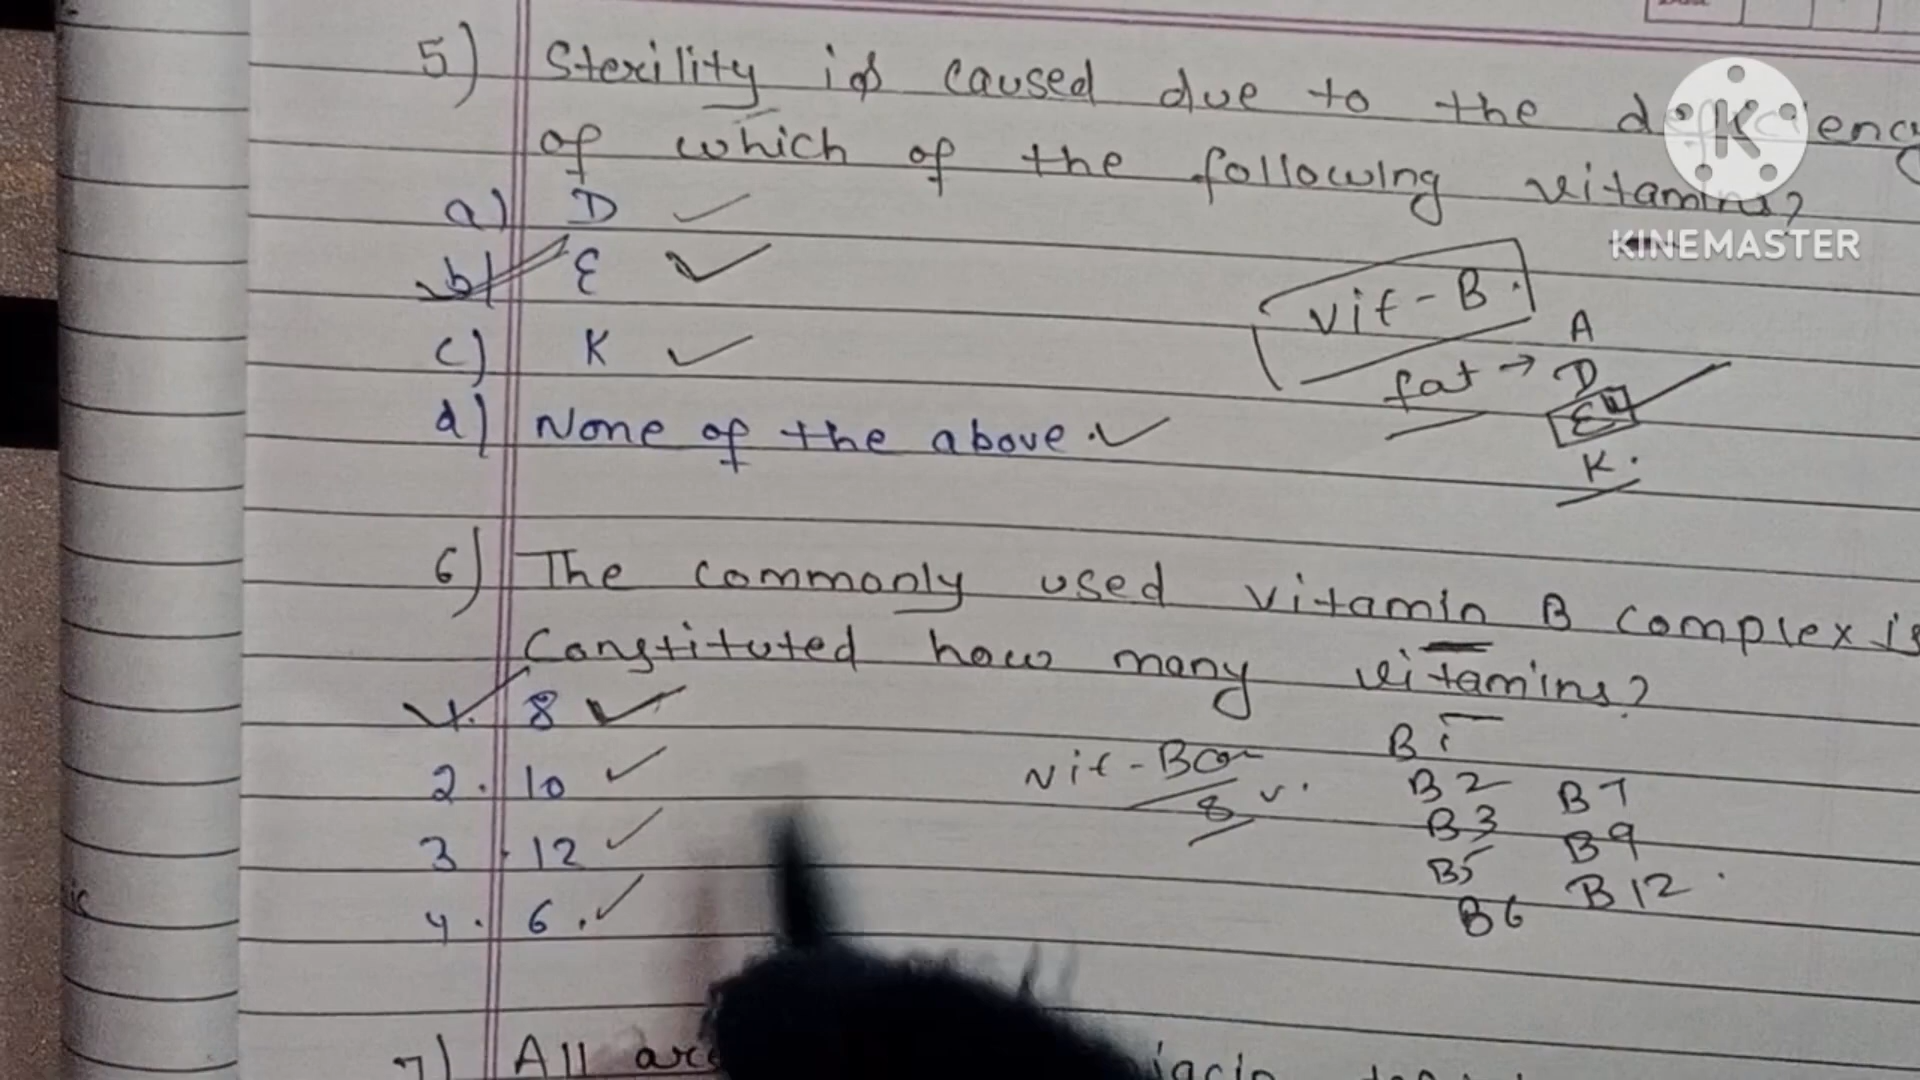 5) Sterility is caused due to the deficiency
of which of the following vitamins?
a) D
b) E
c) K
d) None of the above.
vit-B.
fat → A
D
E
K.
KINEMASTER
6) The commonly used vitamin B complex is
Constituted how many vitamins?
1. 8
2. 10
3. 12
4. 6.
vit-B com
8
B1
B2 B7
B3 B9
B5 B12
B6
7) All are